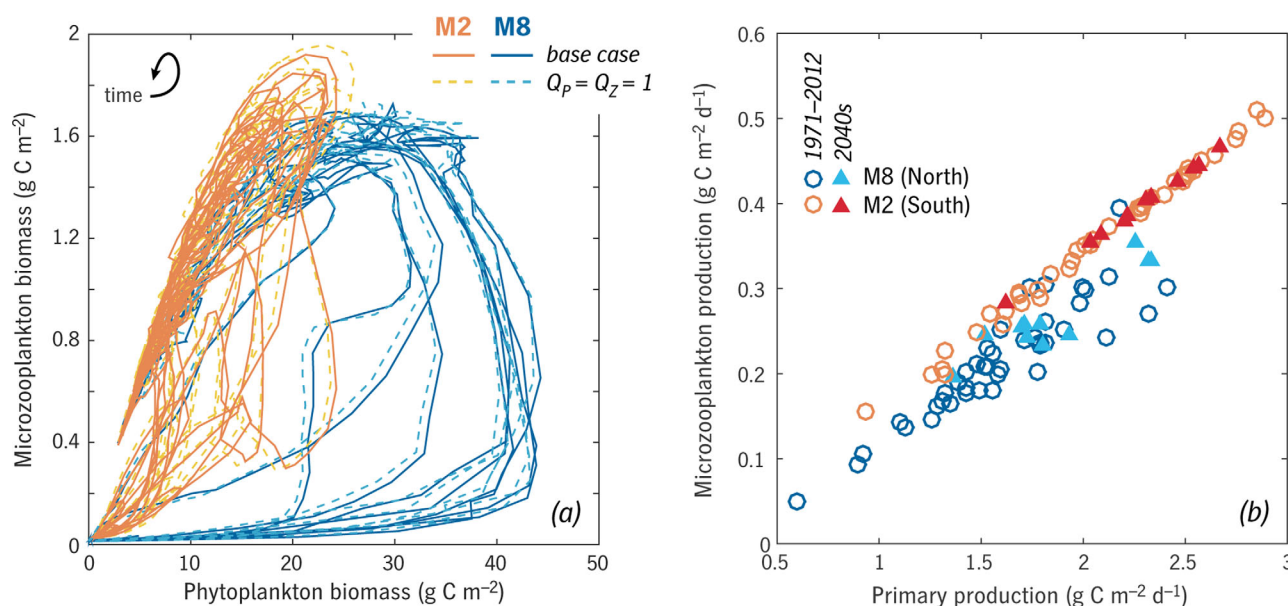 M2 M8
base case
Q_P = Q_Z = 1
time
2
1.6
1.2
0.8
0.4
0
0 10 20 30 40 50
Microzooplankton biomass (g C m⁻²)
Phytoplankton biomass (g C m⁻²)
(a)
0.6
0.5
0.4
0.3
0.2
0.1
0
1 1.5 2 2.5 3
Microzooplankton production (g C m⁻² d⁻¹)
Primary production (g C m⁻² d⁻¹)
1971–2012
2040s
M8 (North)
M2 (South)
(b)